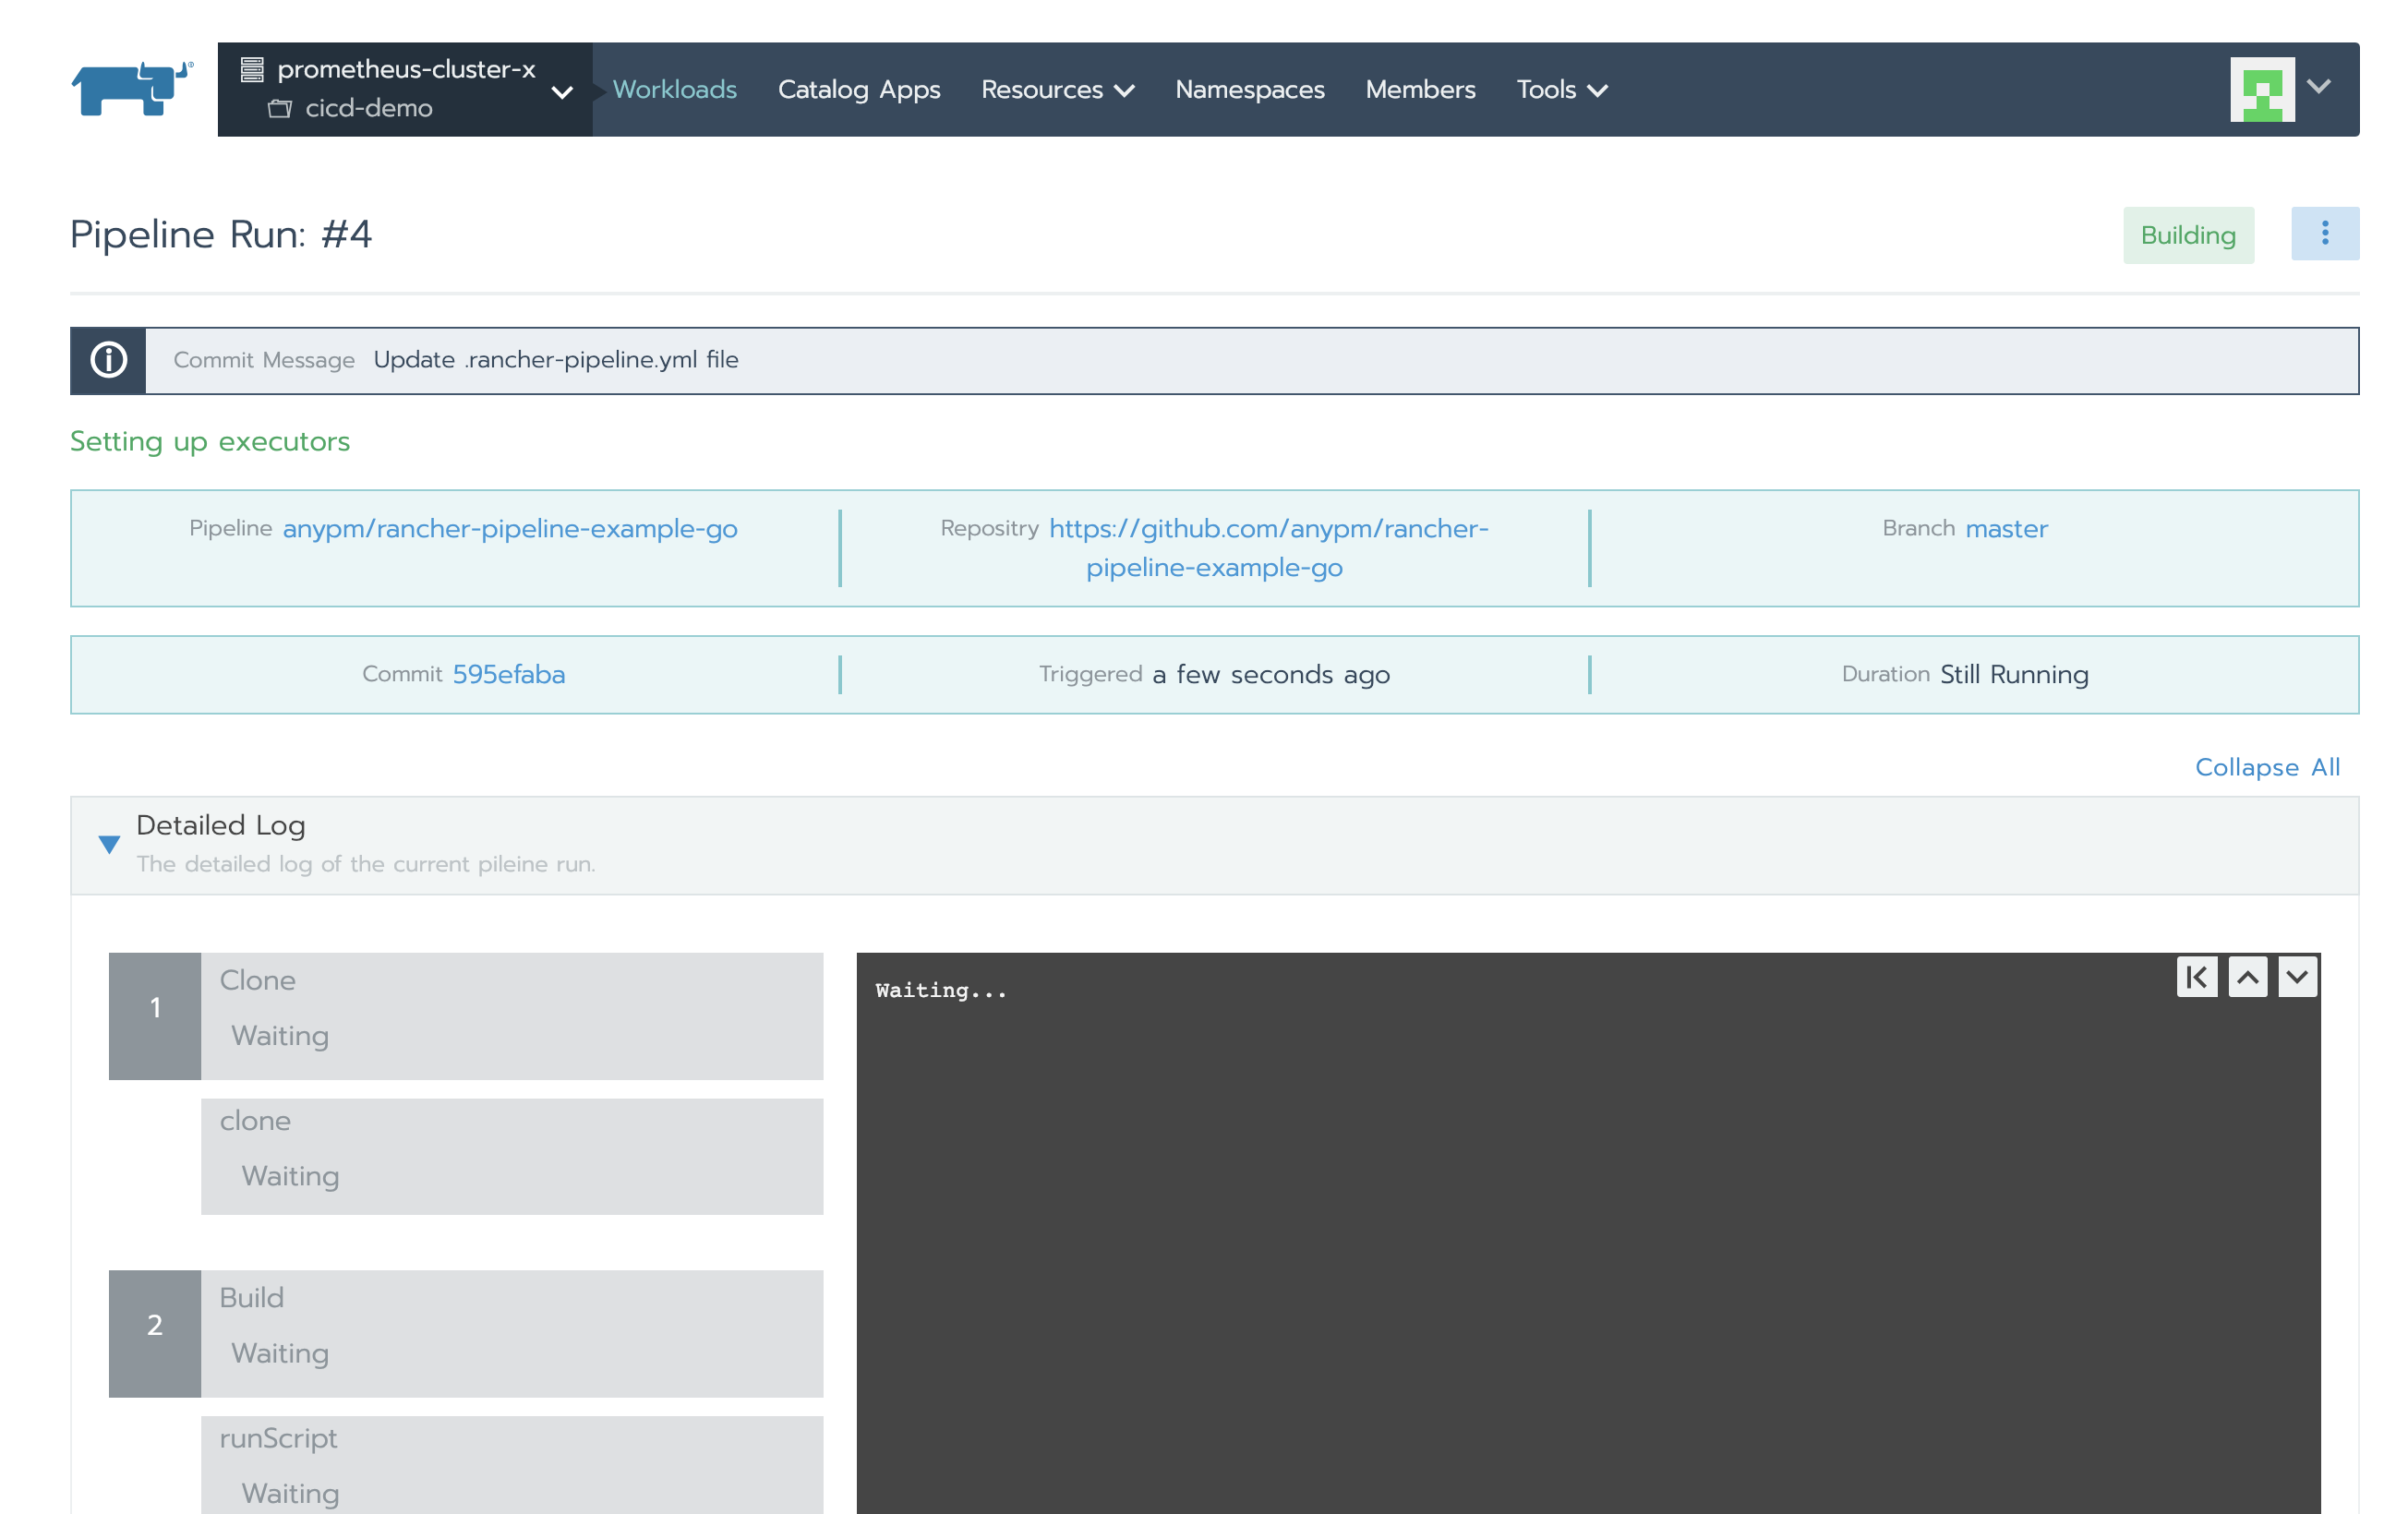 prometheus-cluster-x
cicd-demo
Workloads Catalog Apps Resources Namespaces Members Tools
Pipeline Run: #4
Building
Commit Message Update .rancher-pipeline.yml file
Setting up executors
Pipeline anypm/rancher-pipeline-example-go
Repositry https://github.com/anypm/rancher-
pipeline-example-go
Branch master
Commit 595efaba
Triggered a few seconds ago
Duration Still Running
Collapse All
Detailed Log
The detailed log of the current pileine run.
1
Clone
Waiting
clone
Waiting
2
Build
Waiting
runScript
Waiting
Waiting...